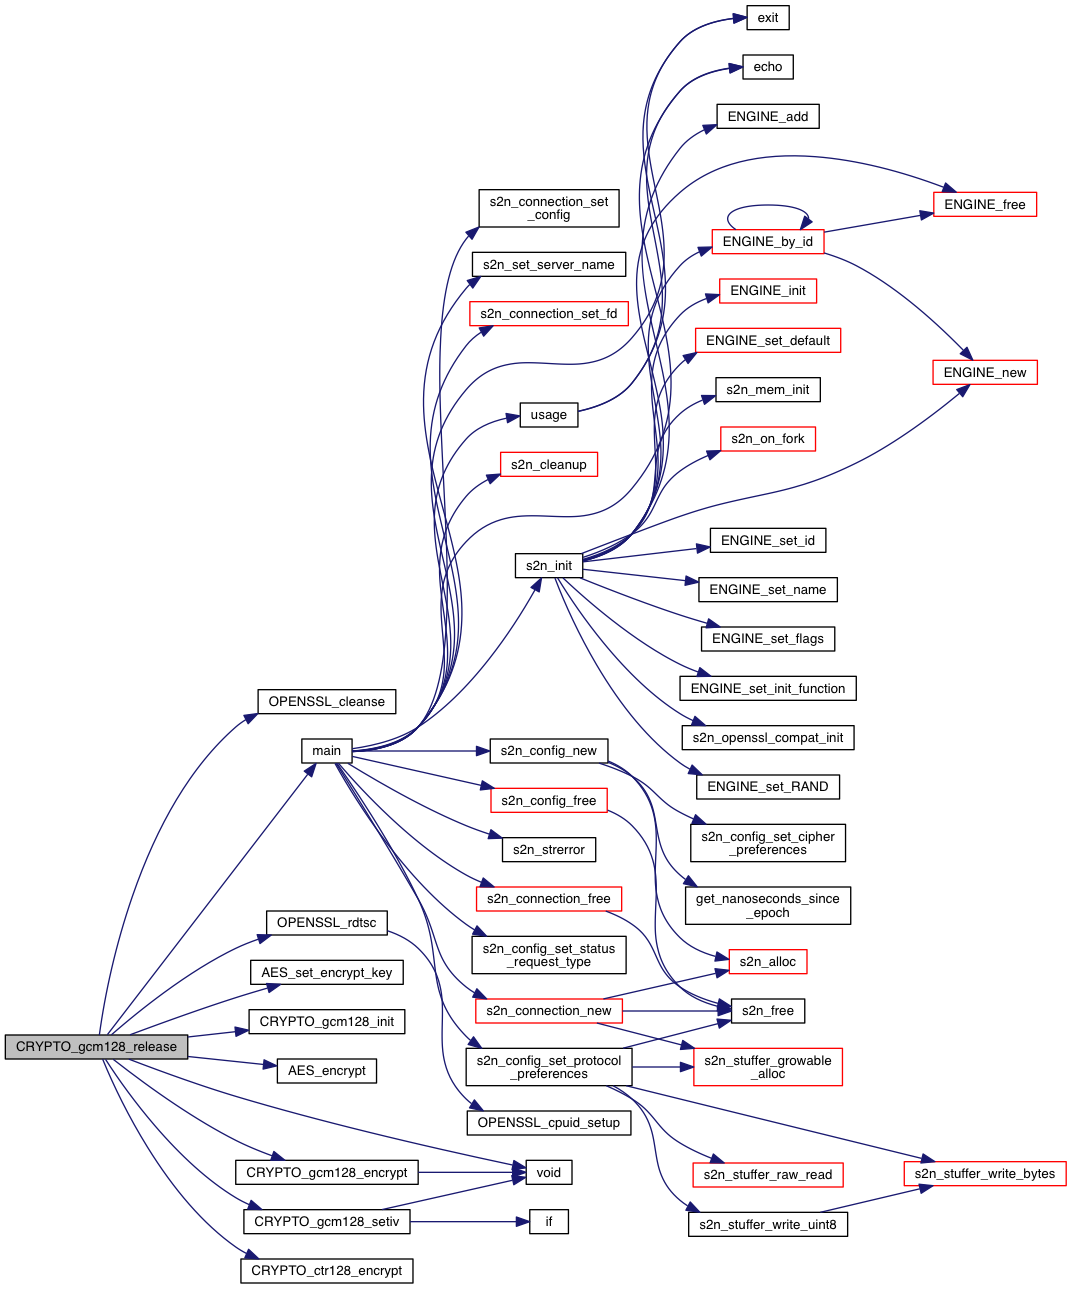 exit
echo
ENGINE_add
s2n_connection_set
_config
ENGINE_free
ENGINE_by_id
s2n_set_server_name
ENGINE_init
s2n_connection_set_fd
ENGINE_set_default
ENGINE_new
s2n_mem_init
usage
s2n_on_fork
s2n_cleanup
ENGINE_set_id
s2n_init
ENGINE_set_name
ENGINE_set_flags
ENGINE_set_init_function
OPENSSL_cleanse
s2n_openssl_compat_init
main
s2n_config_new
ENGINE_set_RAND
s2n_config_free
s2n_config_set_cipher
_preferences
s2n_strerror
s2n_connection_free
get_nanoseconds_since
_epoch
OPENSSL_rdtsc
s2n_config_set_status
_request_type
s2n_alloc
AES_set_encrypt_key
s2n_connection_new
s2n_free
CRYPTO_gcm128_init
CRYPTO_gcm128_release
s2n_config_set_protocol
_preferences
s2n_stuffer_growable
_alloc
AES_encrypt
OPENSSL_cpuid_setup
CRYPTO_gcm128_encrypt
void
s2n_stuffer_raw_read
s2n_stuffer_write_bytes
CRYPTO_gcm128_setiv
if
s2n_stuffer_write_uint8
CRYPTO_ctr128_encrypt